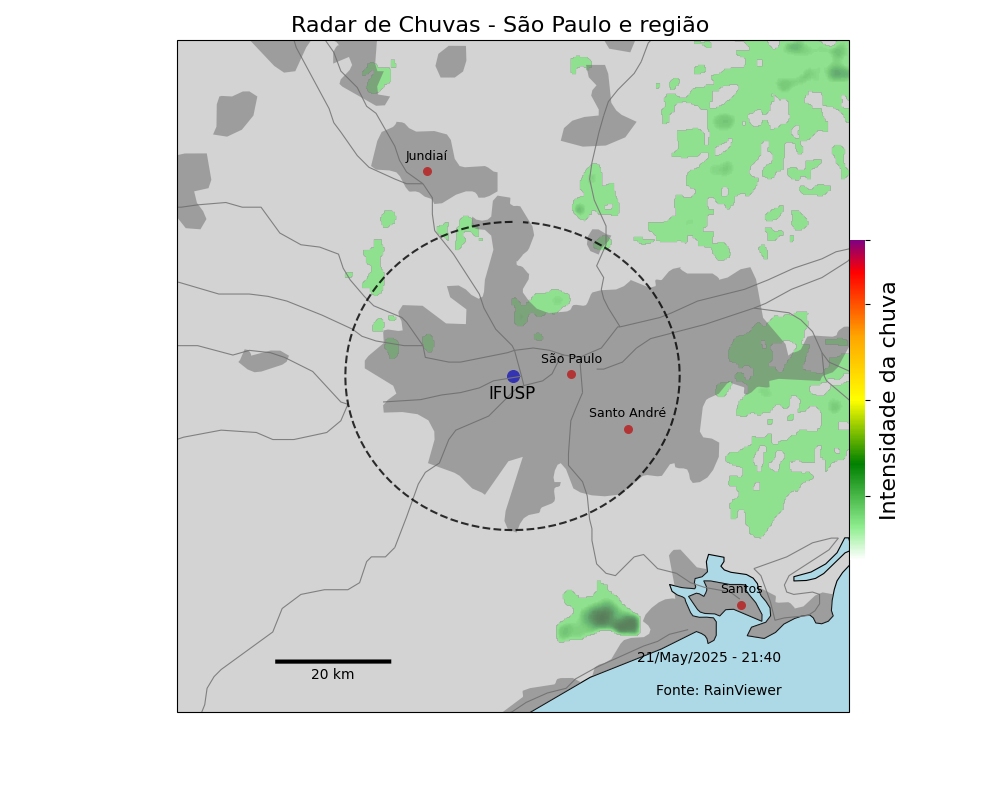 Radar de Chuvas - São Paulo e região
Jundiaí
São Paulo
IFUSP
Santo André
Intensidade da chuva
Santos
21/May/2025 - 21:40
20 km
Fonte: RainViewer